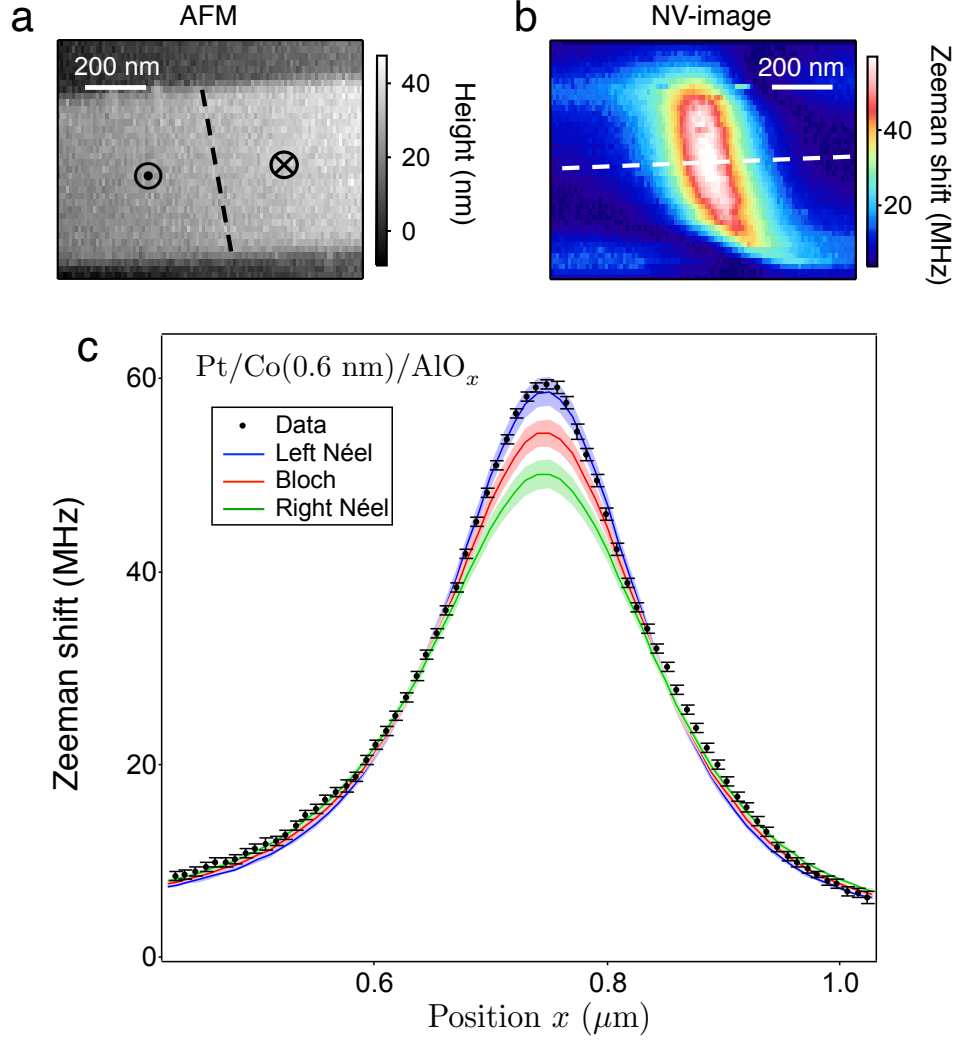 a
AFM
200 nm
40
20
0
Height (nm)
b
NV-image
200 nm
40
20
Zeeman shift (MHz)
c
Pt/Co(0.6 nm)/AlOₓ
Data
Left Néel
Bloch
Right Néel
60
40
20
0
Zeeman shift (MHz)
0.6
0.8
1.0
Position x (μm)